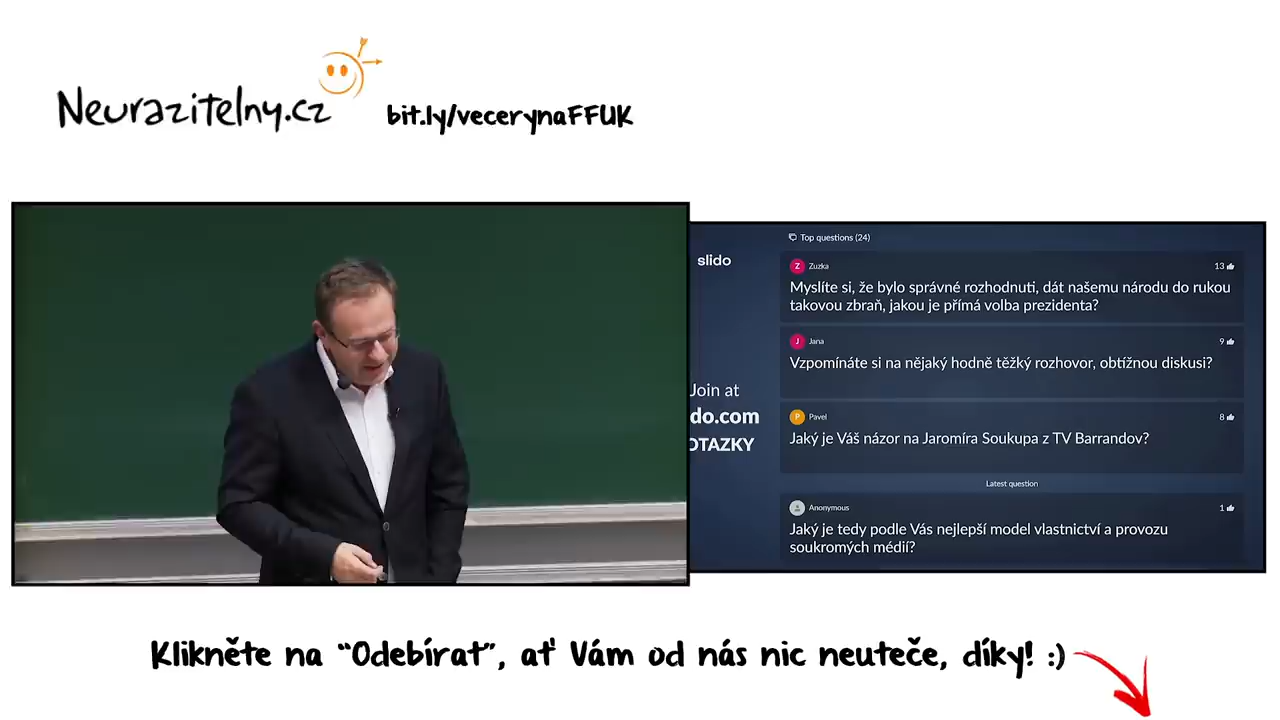 Neurazitelny.cz
bit.ly/vecerynaFFUK
Top questions (24)
slido
Z Zuzka
13
Myslíte si, že bylo správné rozhodnutí, dát našemu národu do rukou
takovou zbraň, jakou je přímá volba prezidenta?
J Jana
9
Vzpomínáte si na nějaký hodně těžký rozhovor, obtížnou diskusi?
Join at
do.com
OTAZKY
P Pavel
8
Jaký je Váš názor na Jaromíra Soukupa z TV Barrandov?
Latest question
Anonymous
1
Jaký je tedy podle Vás nejlepší model vlastnictví a provozu
soukromých médií?
Klikněte na “Odebírat”, ať Vám od nás nic neuteče, díky! :)